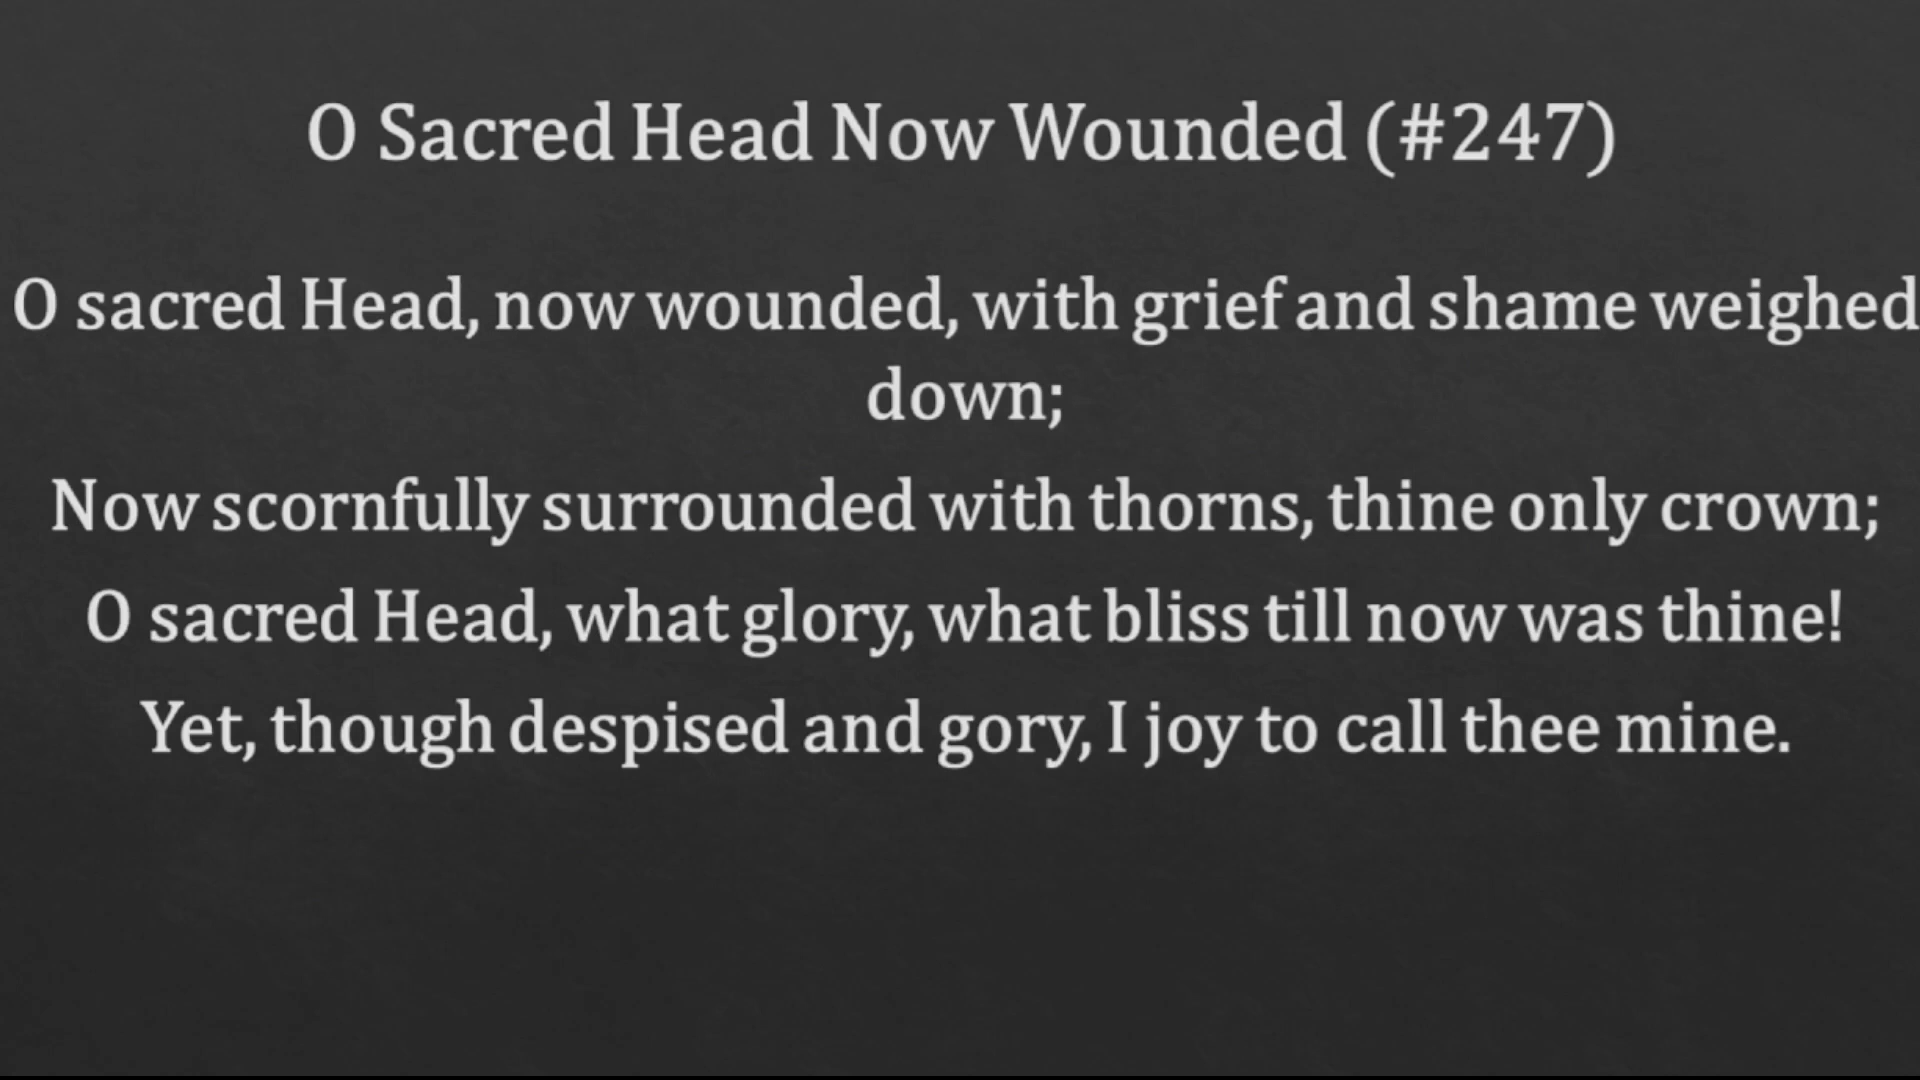 O Sacred Head Now Wounded (#247)
O sacred Head, now wounded, with grief and shame weighed
down;
Now scornfully surrounded with thorns, thine only crown;
O sacred Head, what glory, what bliss till now was thine!
Yet, though despised and gory, I joy to call thee mine.